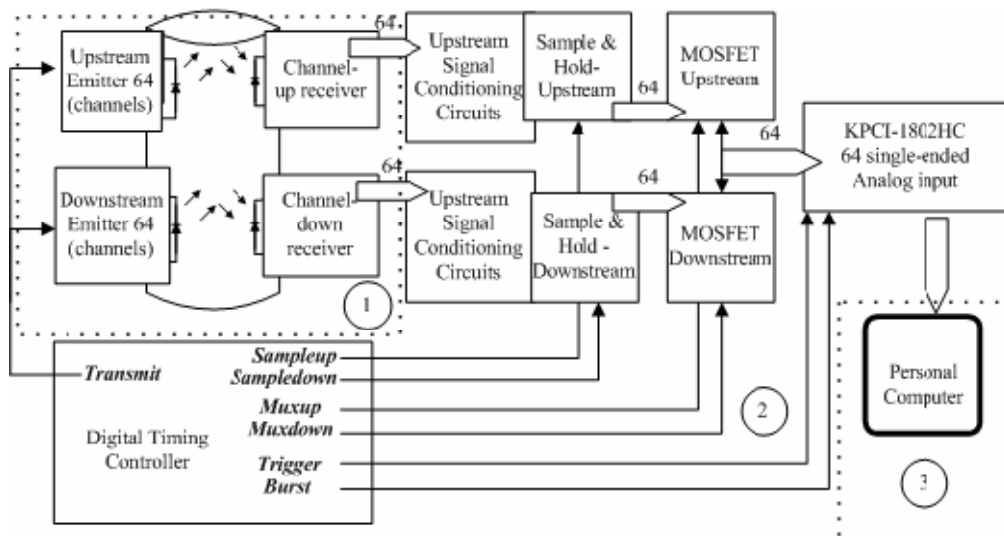 Upstream
Emitter 64
(channels)
Channel-
up receiver
64
Upstream
Signal
Conditioning
Circuits
Sample &
Hold-
Upstream
64
MOSFET
Upstream
64
KPCI-1802HC
64 single-ended
Analog input
Downstream
Emitter 64
(channels)
Channel-
down
receiver
64
Upstream
Signal
Conditioning
Circuits
Sample &
Hold -
Downstream
64
MOSFET
Downstream
1
Transmit
Digital Timing
Controller
Sampleup
Sampledown
Muxup
Muxdown
Trigger
Burst
2
Personal
Computer
3